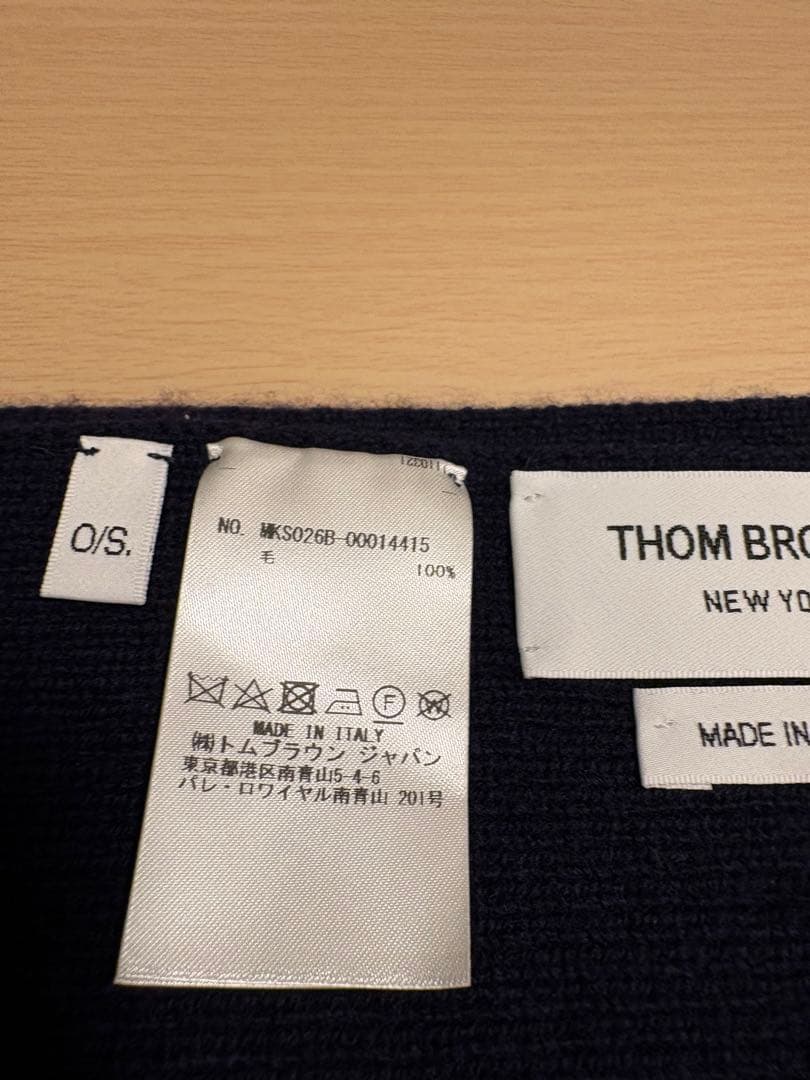 O/S.
NO. MKS026B-00014415
毛 100%
F
W
MADE IN ITALY
(株)トムブラウン ジャパン
東京都港区南青山5-4-6
パレ・ロワイヤル南青山 201号
THOM BRO
NEW YO
MADE IN